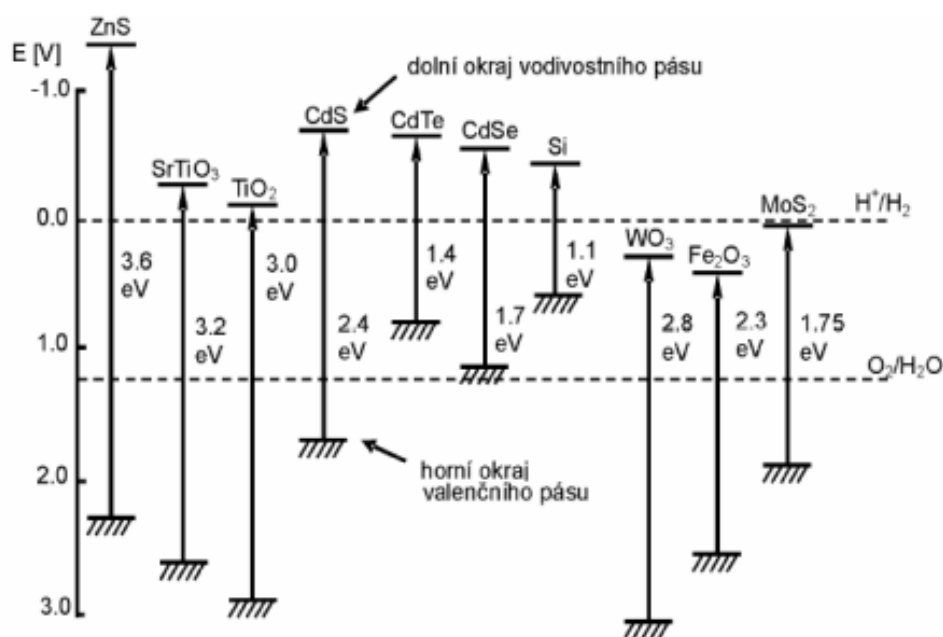 ZnS
E [V]
dolní okraj vodivostního pásu
-1.0
CdS
CdTe
CdSe
Si
SrTiO₃
TiO₂
0.0
H⁺/H₂
MoS₂
WO₃
Fe₂O₃
3.6
eV
3.0
eV
1.4
eV
1.1
eV
3.2
eV
2.4
eV
1.7
eV
2.8
eV
2.3
eV
1.75
eV
1.0
O₂/H₂O
horní okraj
valenčního pásu
2.0
3.0